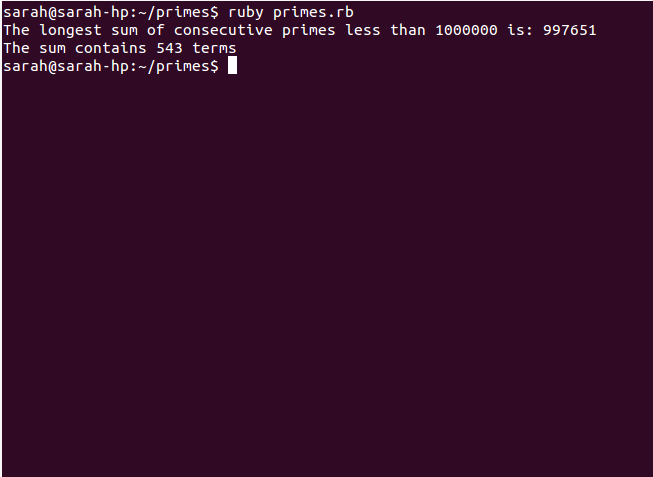 sarah@sarah-hp:~/primes$ ruby primes.rb
The longest sum of consecutive primes less than 1000000 is: 997651
The sum contains 543 terms
sarah@sarah-hp:~/primes$